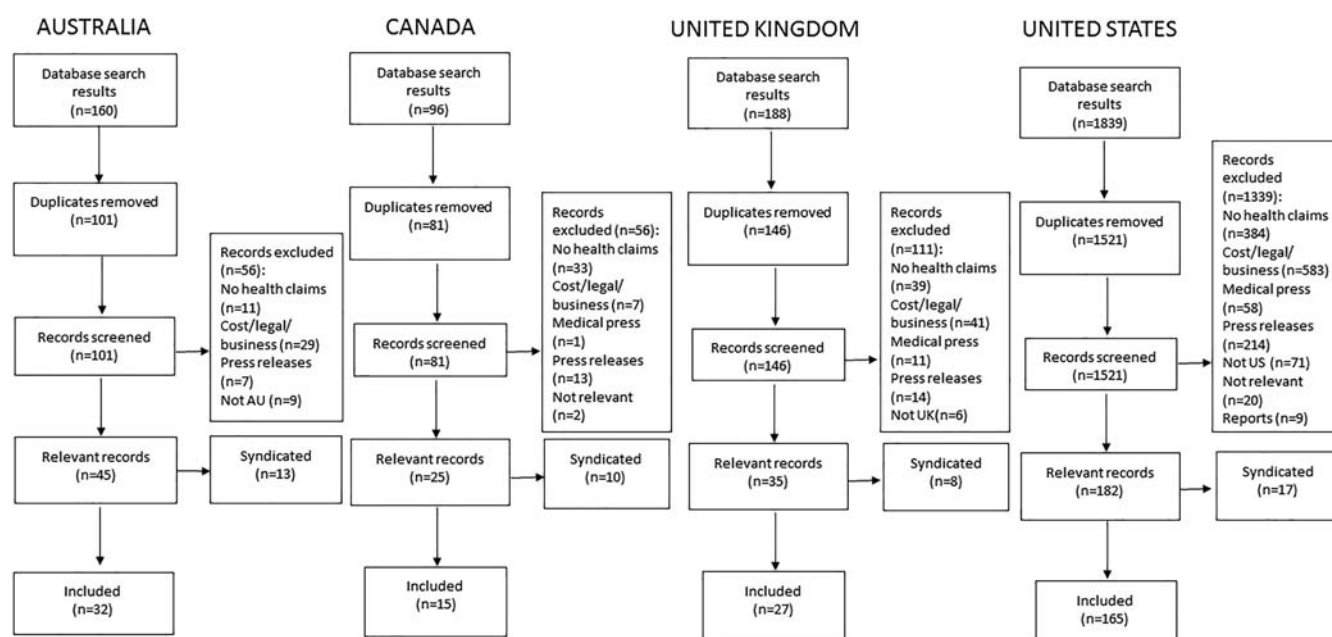 AUSTRALIA
Database search
results
(n=160)
Duplicates removed
(n=101)
Records screened
(n=101)
Records excluded
(n=56):
No health claims
(n=11)
Cost/legal/
business (n=29)
Press releases
(n=7)
Not AU (n=9)
Relevant records
(n=45)
Syndicated
(n=13)
Included
(n=32)
CANADA
Database search
results
(n=96)
Duplicates removed
(n=81)
Records screened
(n=81)
Records
excluded (n=56):
No health claims
(n=33)
Cost/legal/
business (n=7)
Medical press
(n=1)
Press releases
(n=13)
Not relevant
(n=2)
Relevant records
(n=25)
Syndicated
(n=10)
Included
(n=15)
UNITED KINGDOM
Database search
results
(n=188)
Duplicates removed
(n=146)
Records screened
(n=146)
Records
excluded
(n=111):
No health claims
(n=39)
Cost/legal/
business (n=41)
Medical press
(n=11)
Press releases
(n=14)
Not UK(n=6)
Relevant records
(n=35)
Syndicated
(n=8)
Included
(n=27)
UNITED STATES
Database search
results
(n=1839)
Duplicates removed
(n=1521)
Records screened
(n=1521)
Records
excluded
(n=1339):
No health claims
(n=384)
Cost/legal/
business (n=583)
Medical press
(n=58)
Press releases
(n=214)
Not US (n=71)
Not relevant
(n=20)
Reports (n=9)
Relevant records
(n=182)
Syndicated
(n=17)
Included
(n=165)